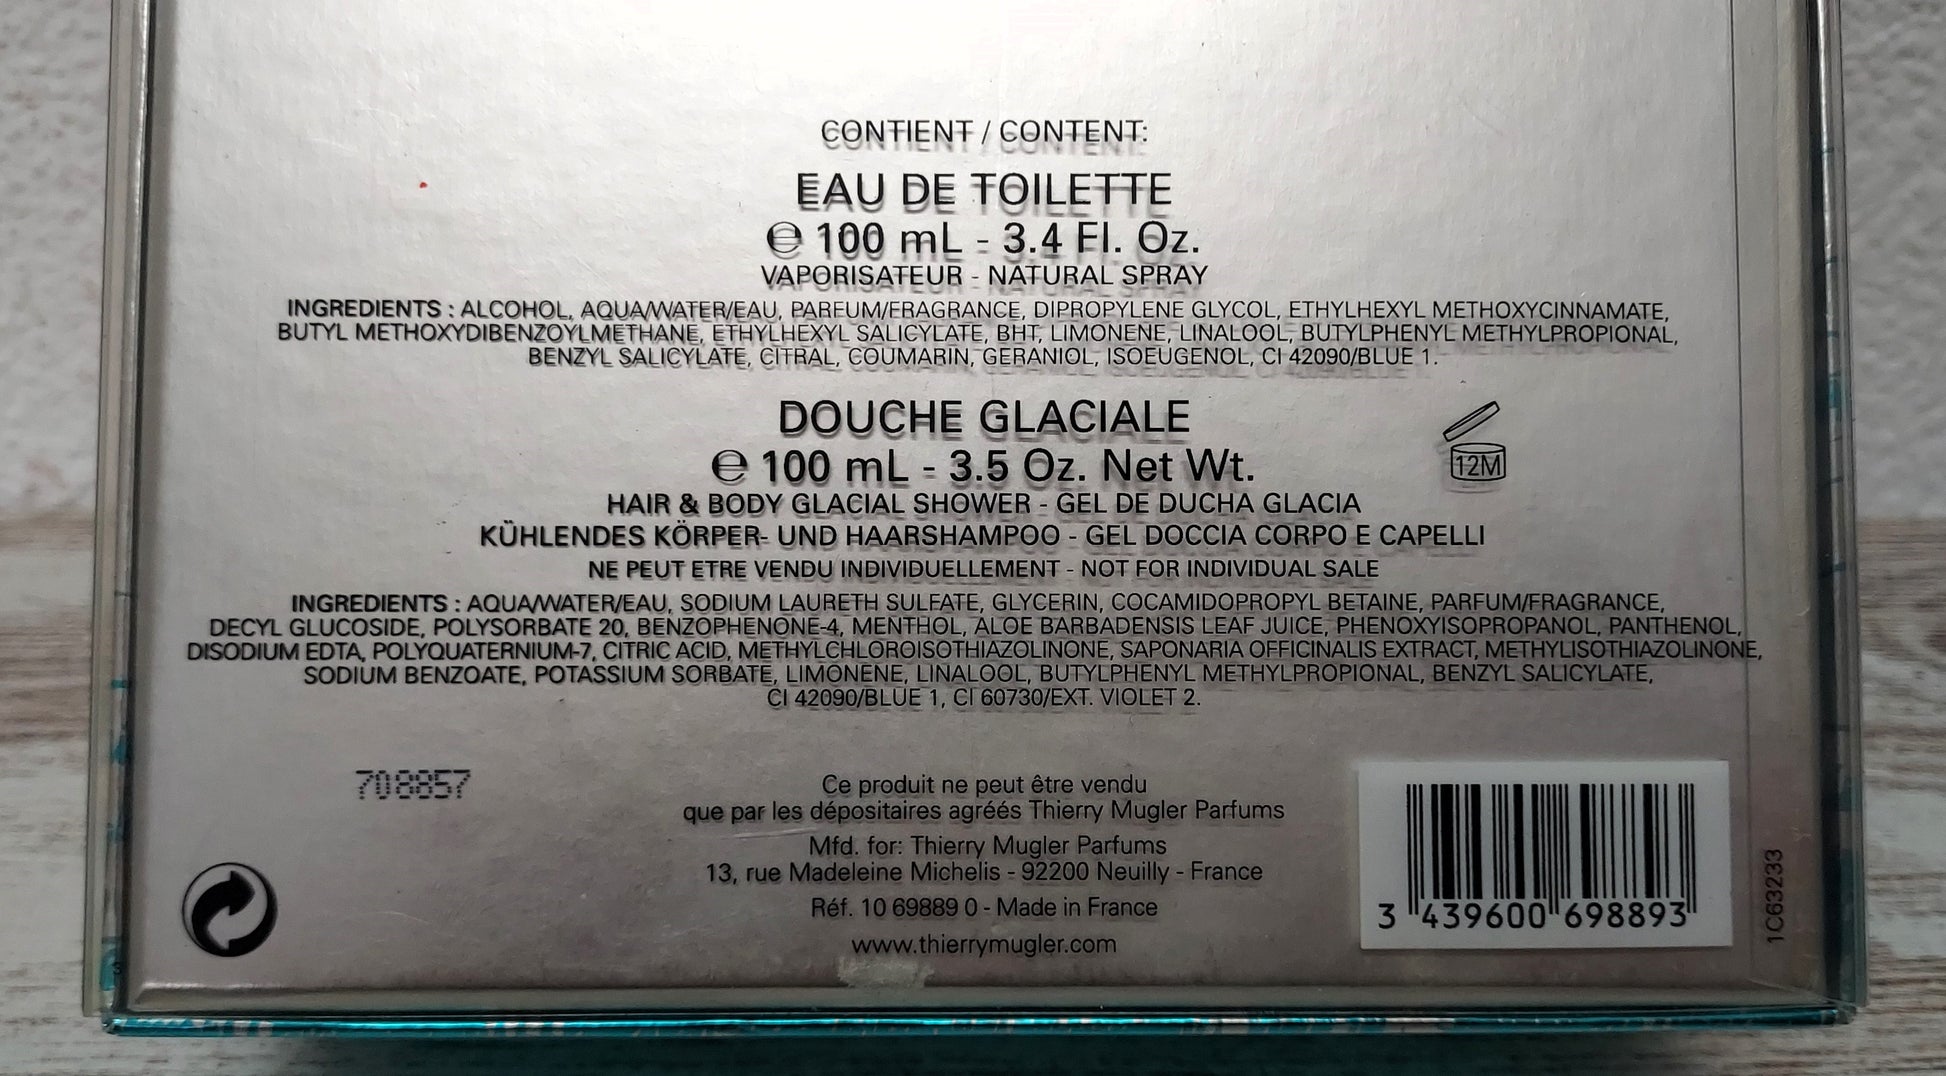 CONTIENT / CONTENT:
EAU DE TOILETTE
℮ 100 mL - 3.4 Fl. Oz.
VAPORISATEUR - NATURAL SPRAY
INGREDIENTS : ALCOHOL, AQUA/WATER/EAU, PARFUM/FRAGRANCE, DIPROPYLENE GLYCOL, ETHYLHEXYL METHOXYCINNAMATE,
BUTYL METHOXYDIBENZOYLMETHANE, ETHYLHEXYL SALICYLATE, BHT, LIMONENE, LINALOOL, BUTYLPHENYL METHYLPROPIONAL,
BENZYL SALICYLATE, CITRAL, COUMARIN, GERANIOL, ISOEUGENOL, CI 42090/BLUE 1.
DOUCHE GLACIALE
℮ 100 mL - 3.5 Oz. Net Wt.
12M
HAIR & BODY GLACIAL SHOWER - GEL DE DUCHA GLACIA
KÜHLENDES KÖRPER- UND HAARSHAMPOO - GEL DOCCIA CORPO E CAPELLI
NE PEUT ETRE VENDU INDIVIDUELLEMENT - NOT FOR INDIVIDUAL SALE
INGREDIENTS : AQUA/WATER/EAU, SODIUM LAURETH SULFATE, GLYCERIN, COCAMIDOPROPYL BETAINE, PARFUM/FRAGRANCE,
DECYL GLUCOSIDE, POLYSORBATE 20, BENZOPHENONE-4, MENTHOL, ALOE BARBADENSIS LEAF JUICE, PHENOXYISOPROPANOL, PANTHENOL,
DISODIUM EDTA, POLYQUATERNIUM-7, CITRIC ACID, METHYLCHLOROISOTHIAZOLINONE, SAPONARIA OFFICINALIS EXTRACT, METHYLISOTHIAZOLINONE,
SODIUM BENZOATE, POTASSIUM SORBATE, LIMONENE, LINALOOL, BUTYLPHENYL METHYLPROPIONAL, BENZYL SALICYLATE,
CI 42090/BLUE 1, CI 60730/EXT. VIOLET 2.
708857
Ce produit ne peut être vendu
que par les dépositaires agréés Thierry Mugler Parfums
Mfd. for: Thierry Mugler Parfums
13, rue Madeleine Michelis - 92200 Neuilly - France
Réf. 10 69889 0 - Made in France
www.thierrymugler.com
3 439600 698893
1C63233